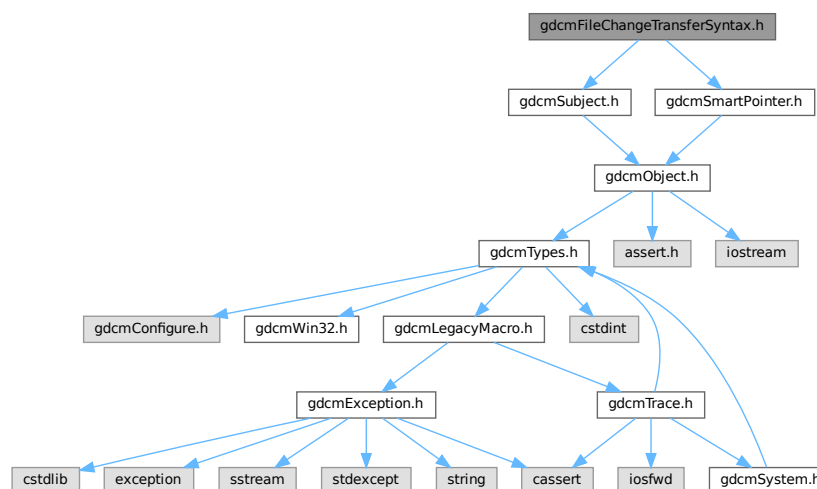 gdcmFileChangeTransferSyntax.h
gdcmSubject.h
gdcmSmartPointer.h
gdcmObject.h
gdcmTypes.h
assert.h
iostream
gdcmConfigure.h
gdcmWin32.h
gdcmLegacyMacro.h
cstdint
gdcmException.h
gdcmTrace.h
cstdlib
exception
sstream
stdexcept
string
cassert
iosfwd
gdcmSystem.h